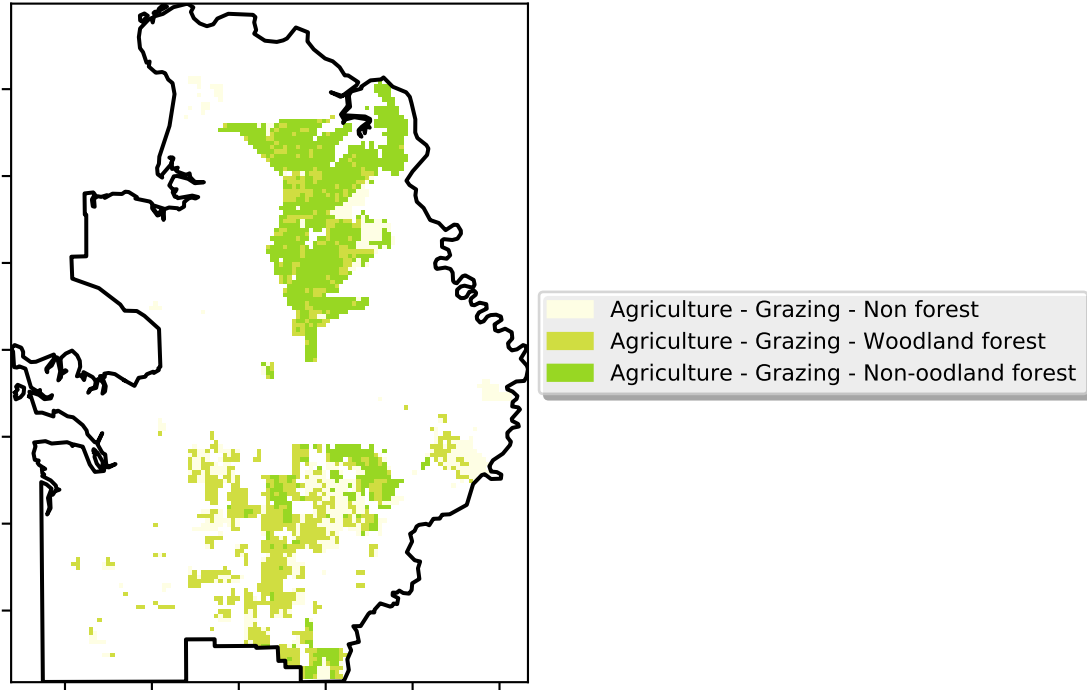 Agriculture - Grazing - Non forest
Agriculture - Grazing - Woodland forest
Agriculture - Grazing - Non-oodland forest